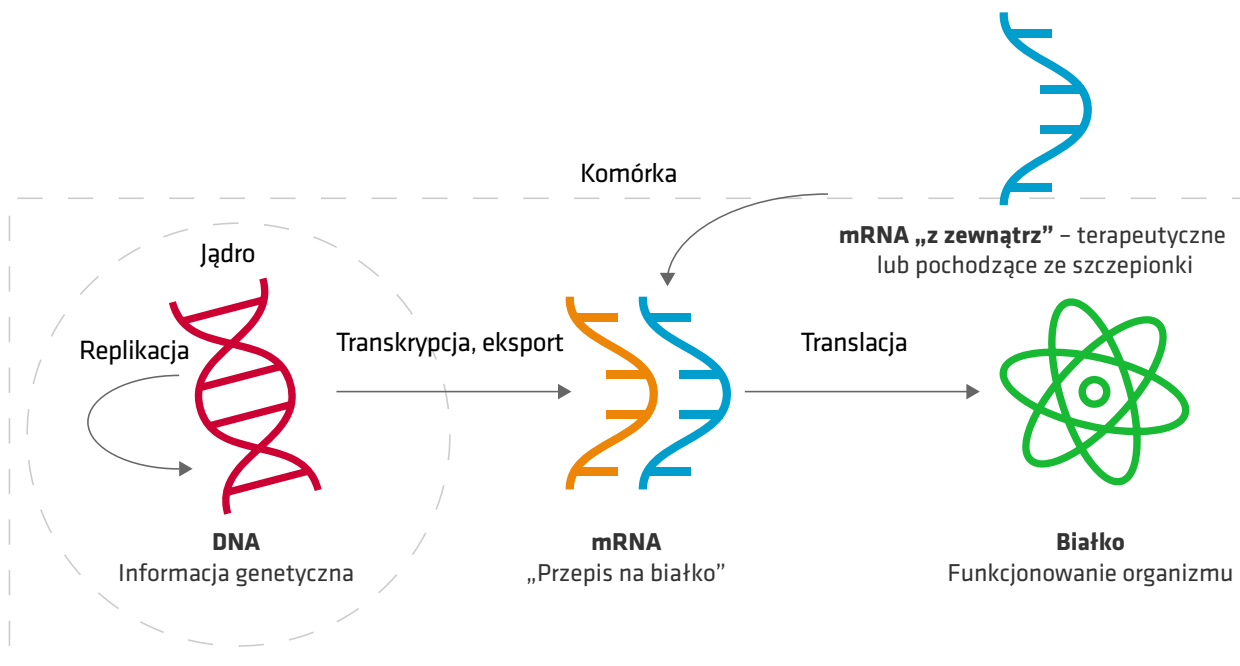 Komórka
mRNA „z zewnątrz” – terapeutyczne
lub pochodzące ze szczepionki
Jądro
Replikacja
Transkrypcja, eksport
Translacja
DNA
Informacja genetyczna
mRNA
„Przepis na białko”
Białko
Funkcjonowanie organizmu